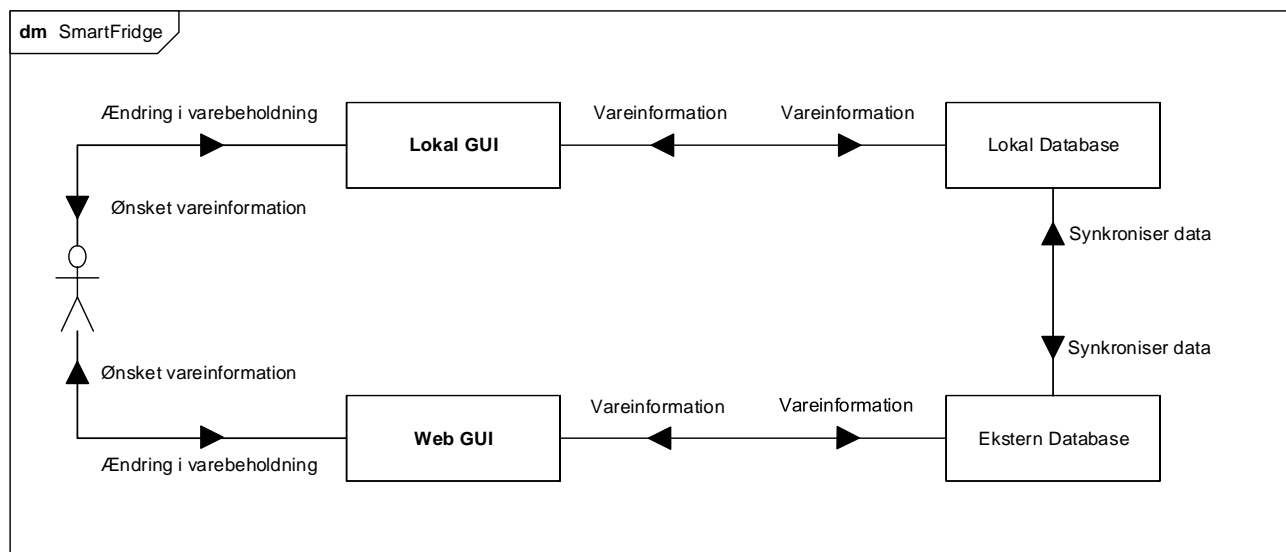 dm SmartFridge
Ændring i varebeholdning
Lokal GUI
Vareinformation
Vareinformation
Lokal Database
Ønsket vareinformation
Synkroniser data
Synkroniser data
Ønsket vareinformation
Ændring i varebeholdning
Web GUI
Vareinformation
Vareinformation
Ekstern Database